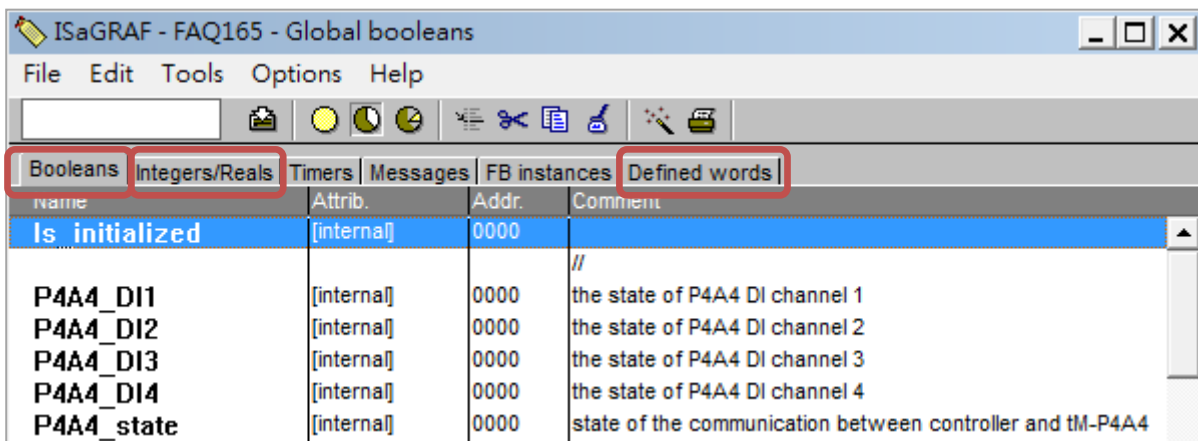 ISaGRAF - FAQ165 - Global booleans
File Edit Tools Options Help
Booleans Integers/Reals Timers Messages FB instances Defined words
Name Attrib. Addr. Comment
Is_initialized [internal] 0000
//
P4A4_DI1 [internal] 0000 the state of P4A4 DI channel 1
P4A4_DI2 [internal] 0000 the state of P4A4 DI channel 2
P4A4_DI3 [internal] 0000 the state of P4A4 DI channel 3
P4A4_DI4 [internal] 0000 the state of P4A4 DI channel 4
P4A4_state [internal] 0000 state of the communication between controller and tM-P4A4